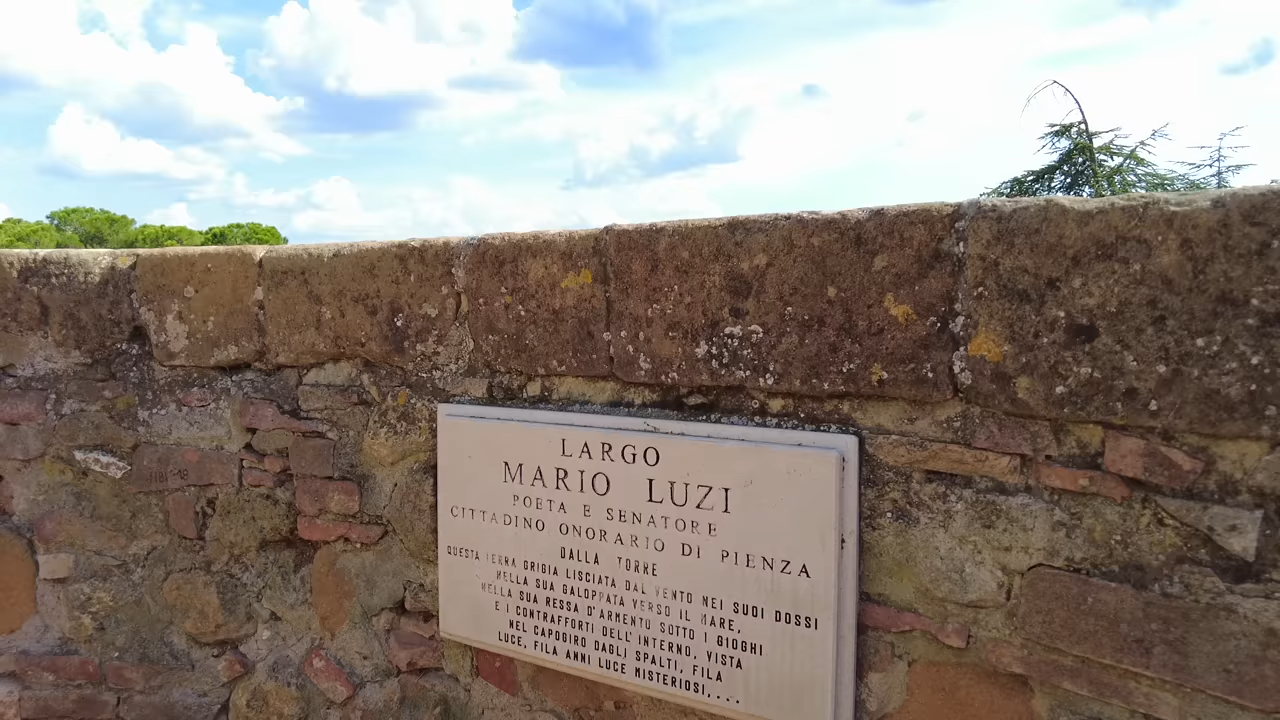 LARGO
MARIO LUZI
POETA E SENATORE
CITTADINO ONORARIO DI PIENZA
DALLA TORRE
QUESTA TERRA GRIGIA LISCIATA DAL VENTO NEI SUOI DOSSI
NELLA SUA GALOPPATA VERSO IL MARE,
NELLA SUA RESSA D'ARMENTO SOTTO I GIOGHI
E I CONTRAFFORTI DELL'INTERNO, VISTA
NEL CAPOGIRO DAGLI SPALTI, FILA
LUCE, FILA ANNI LUCE MISTERIOSI,...